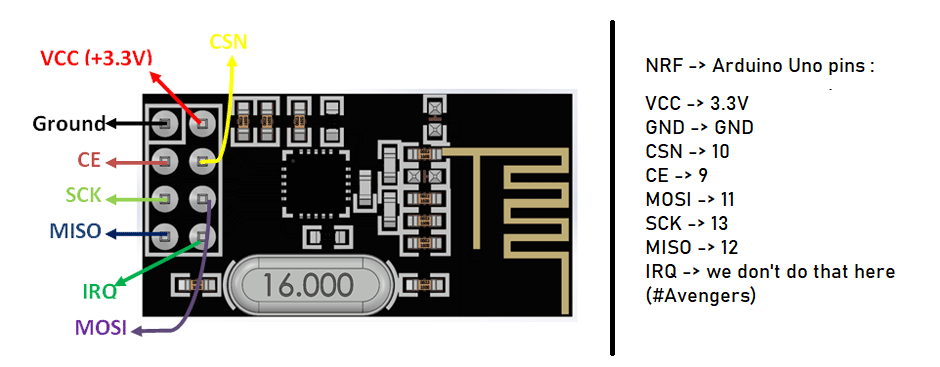 CSN
VCC (+3.3V)
Ground
CE
SCK
MISO
IRQ
MOSI
16.000
NRF -> Arduino Uno pins :
VCC -> 3.3V
GND -> GND
CSN -> 10
CE -> 9
MOSI -> 11
SCK -> 13
MISO -> 12
IRQ -> we don't do that here
(#Avengers)